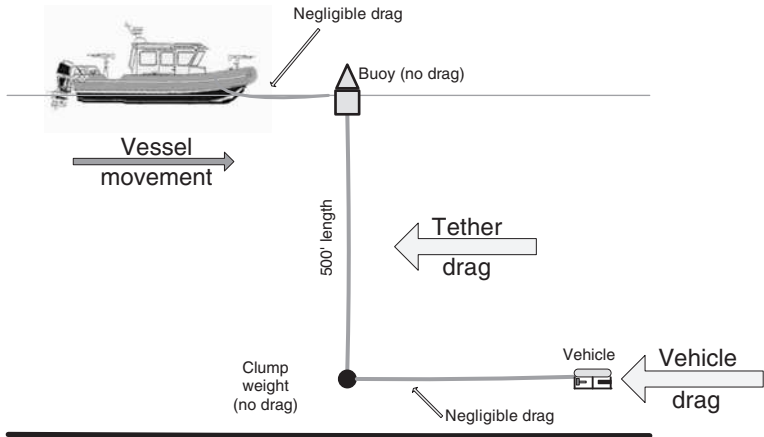 Negligible drag
Buoy (no drag)
Vessel
movement
500' length
Tether
drag
Clump
weight
(no drag)
Vehicle
Vehicle
drag
Negligible drag